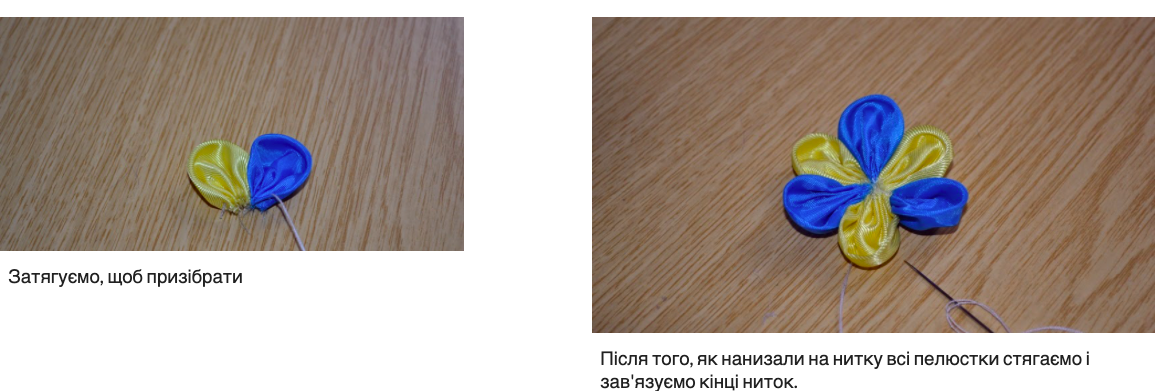 Затягуємо, щоб призібрати
Після того, як нанизали на нитку всі пелюстки стягаємо і
зав'язуємо кінці ниток.